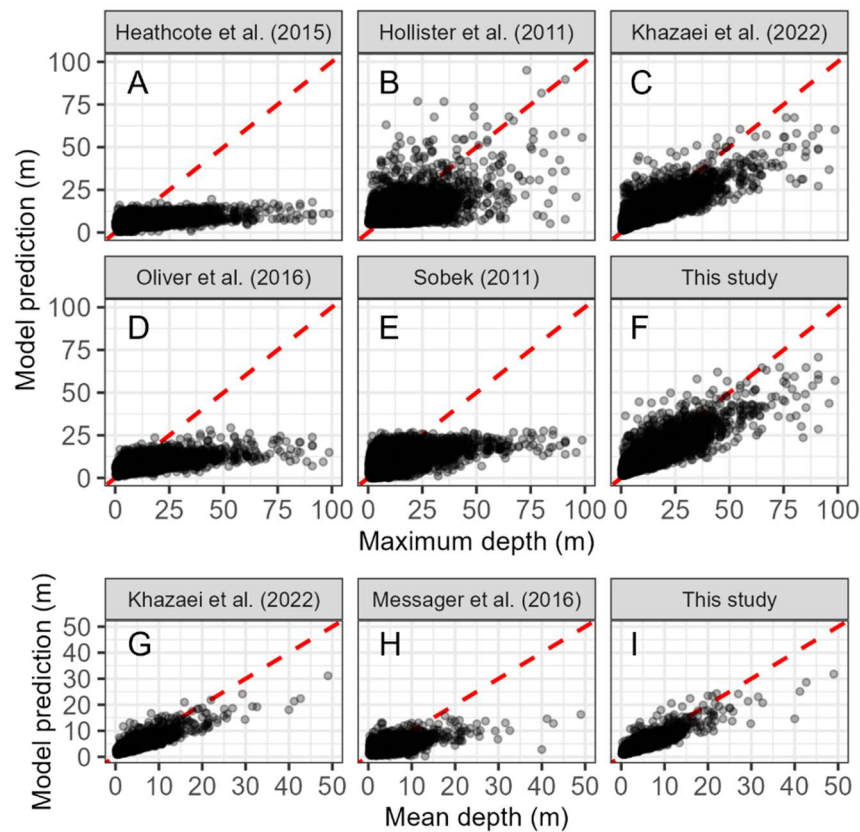 Heathcote et al. (2015) Hollister et al. (2011) Khazaei et al. (2022)
A B C
100
75
50
25
0
Oliver et al. (2016) Sobek (2011) This study
D E F
100
75
50
25
0
Model prediction (m)
0 25 50 75 100 0 25 50 75 100 0 25 50 75 100
Maximum depth (m)
Khazaei et al. (2022) Messager et al. (2016) This study
G H I
50
40
30
20
10
0
Model prediction (m)
0 10 20 30 40 50 0 10 20 30 40 50 0 10 20 30 40 50
Mean depth (m)